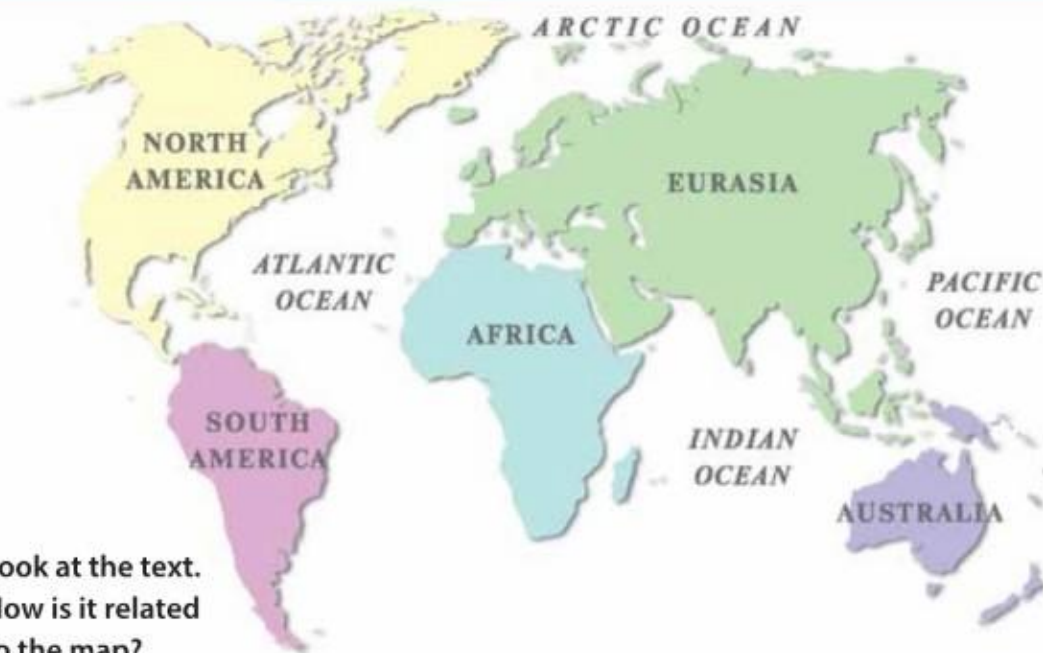 ARCTIC OCEAN
NORTH
AMERICA
EURASIA
ATLANTIC
OCEAN
PACIFIC
OCEAN
AFRICA
SOUTH
AMERICA
INDIAN
OCEAN
AUSTRALIA
ook at the text.
How is it related
o the map?